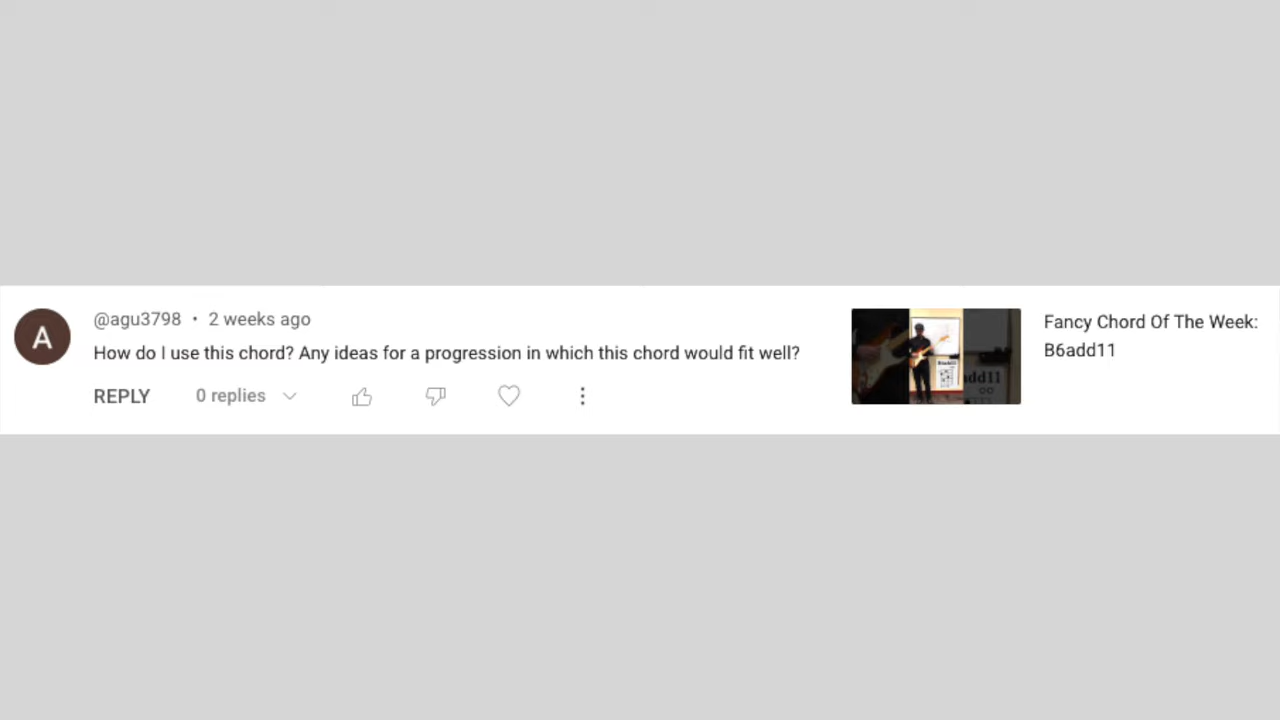 A
@agu3798 • 2 weeks ago
How do I use this chord? Any ideas for a progression in which this chord would fit well?
REPLY 0 replies
Fancy Chord Of The Week:
B6add11